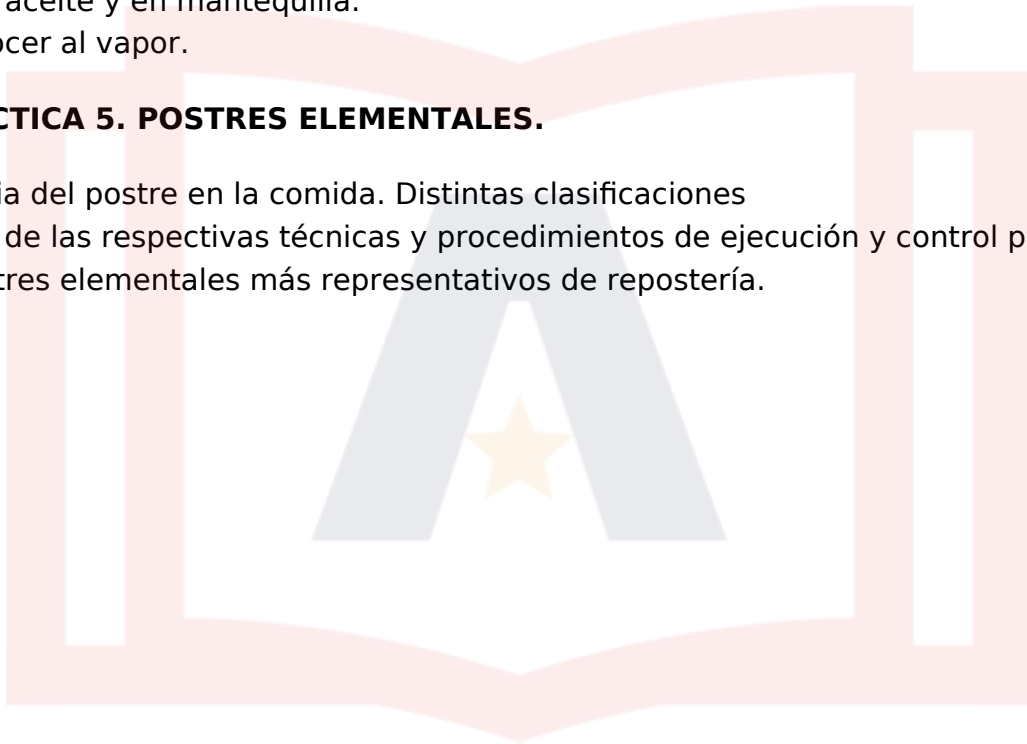 aceite y en mantequilla.
ocer al vapor.
CTICA 5. POSTRES ELEMENTALES.
ia del postre en la comida. Distintas clasificaciones
de las respectivas técnicas y procedimientos de ejecución y control p
tres elementales más representativos de repostería.